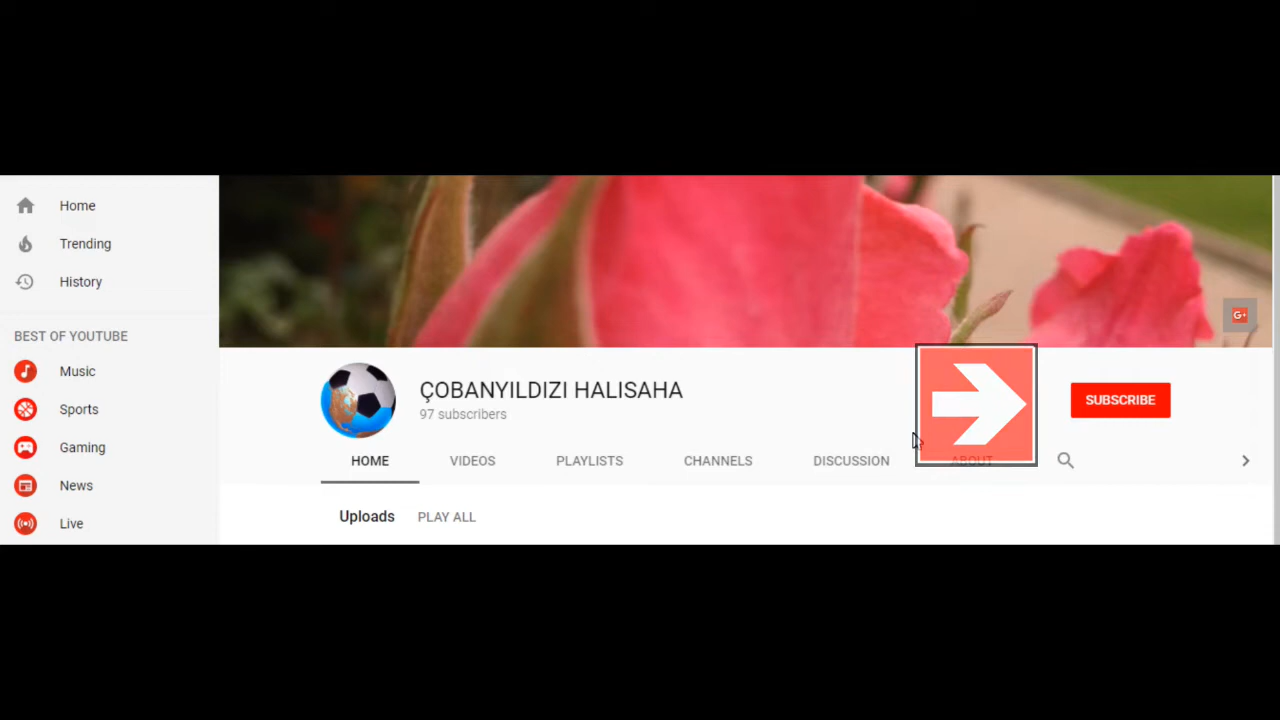 Home
Trending
History
BEST OF YOUTUBE
Music
Sports
Gaming
News
Live
G+
ÇOBANYILDIZI HALISAHA
97 subscribers
SUBSCRIBE
HOME VIDEOS PLAYLISTS CHANNELS DISCUSSION ABOUT
Uploads PLAY ALL